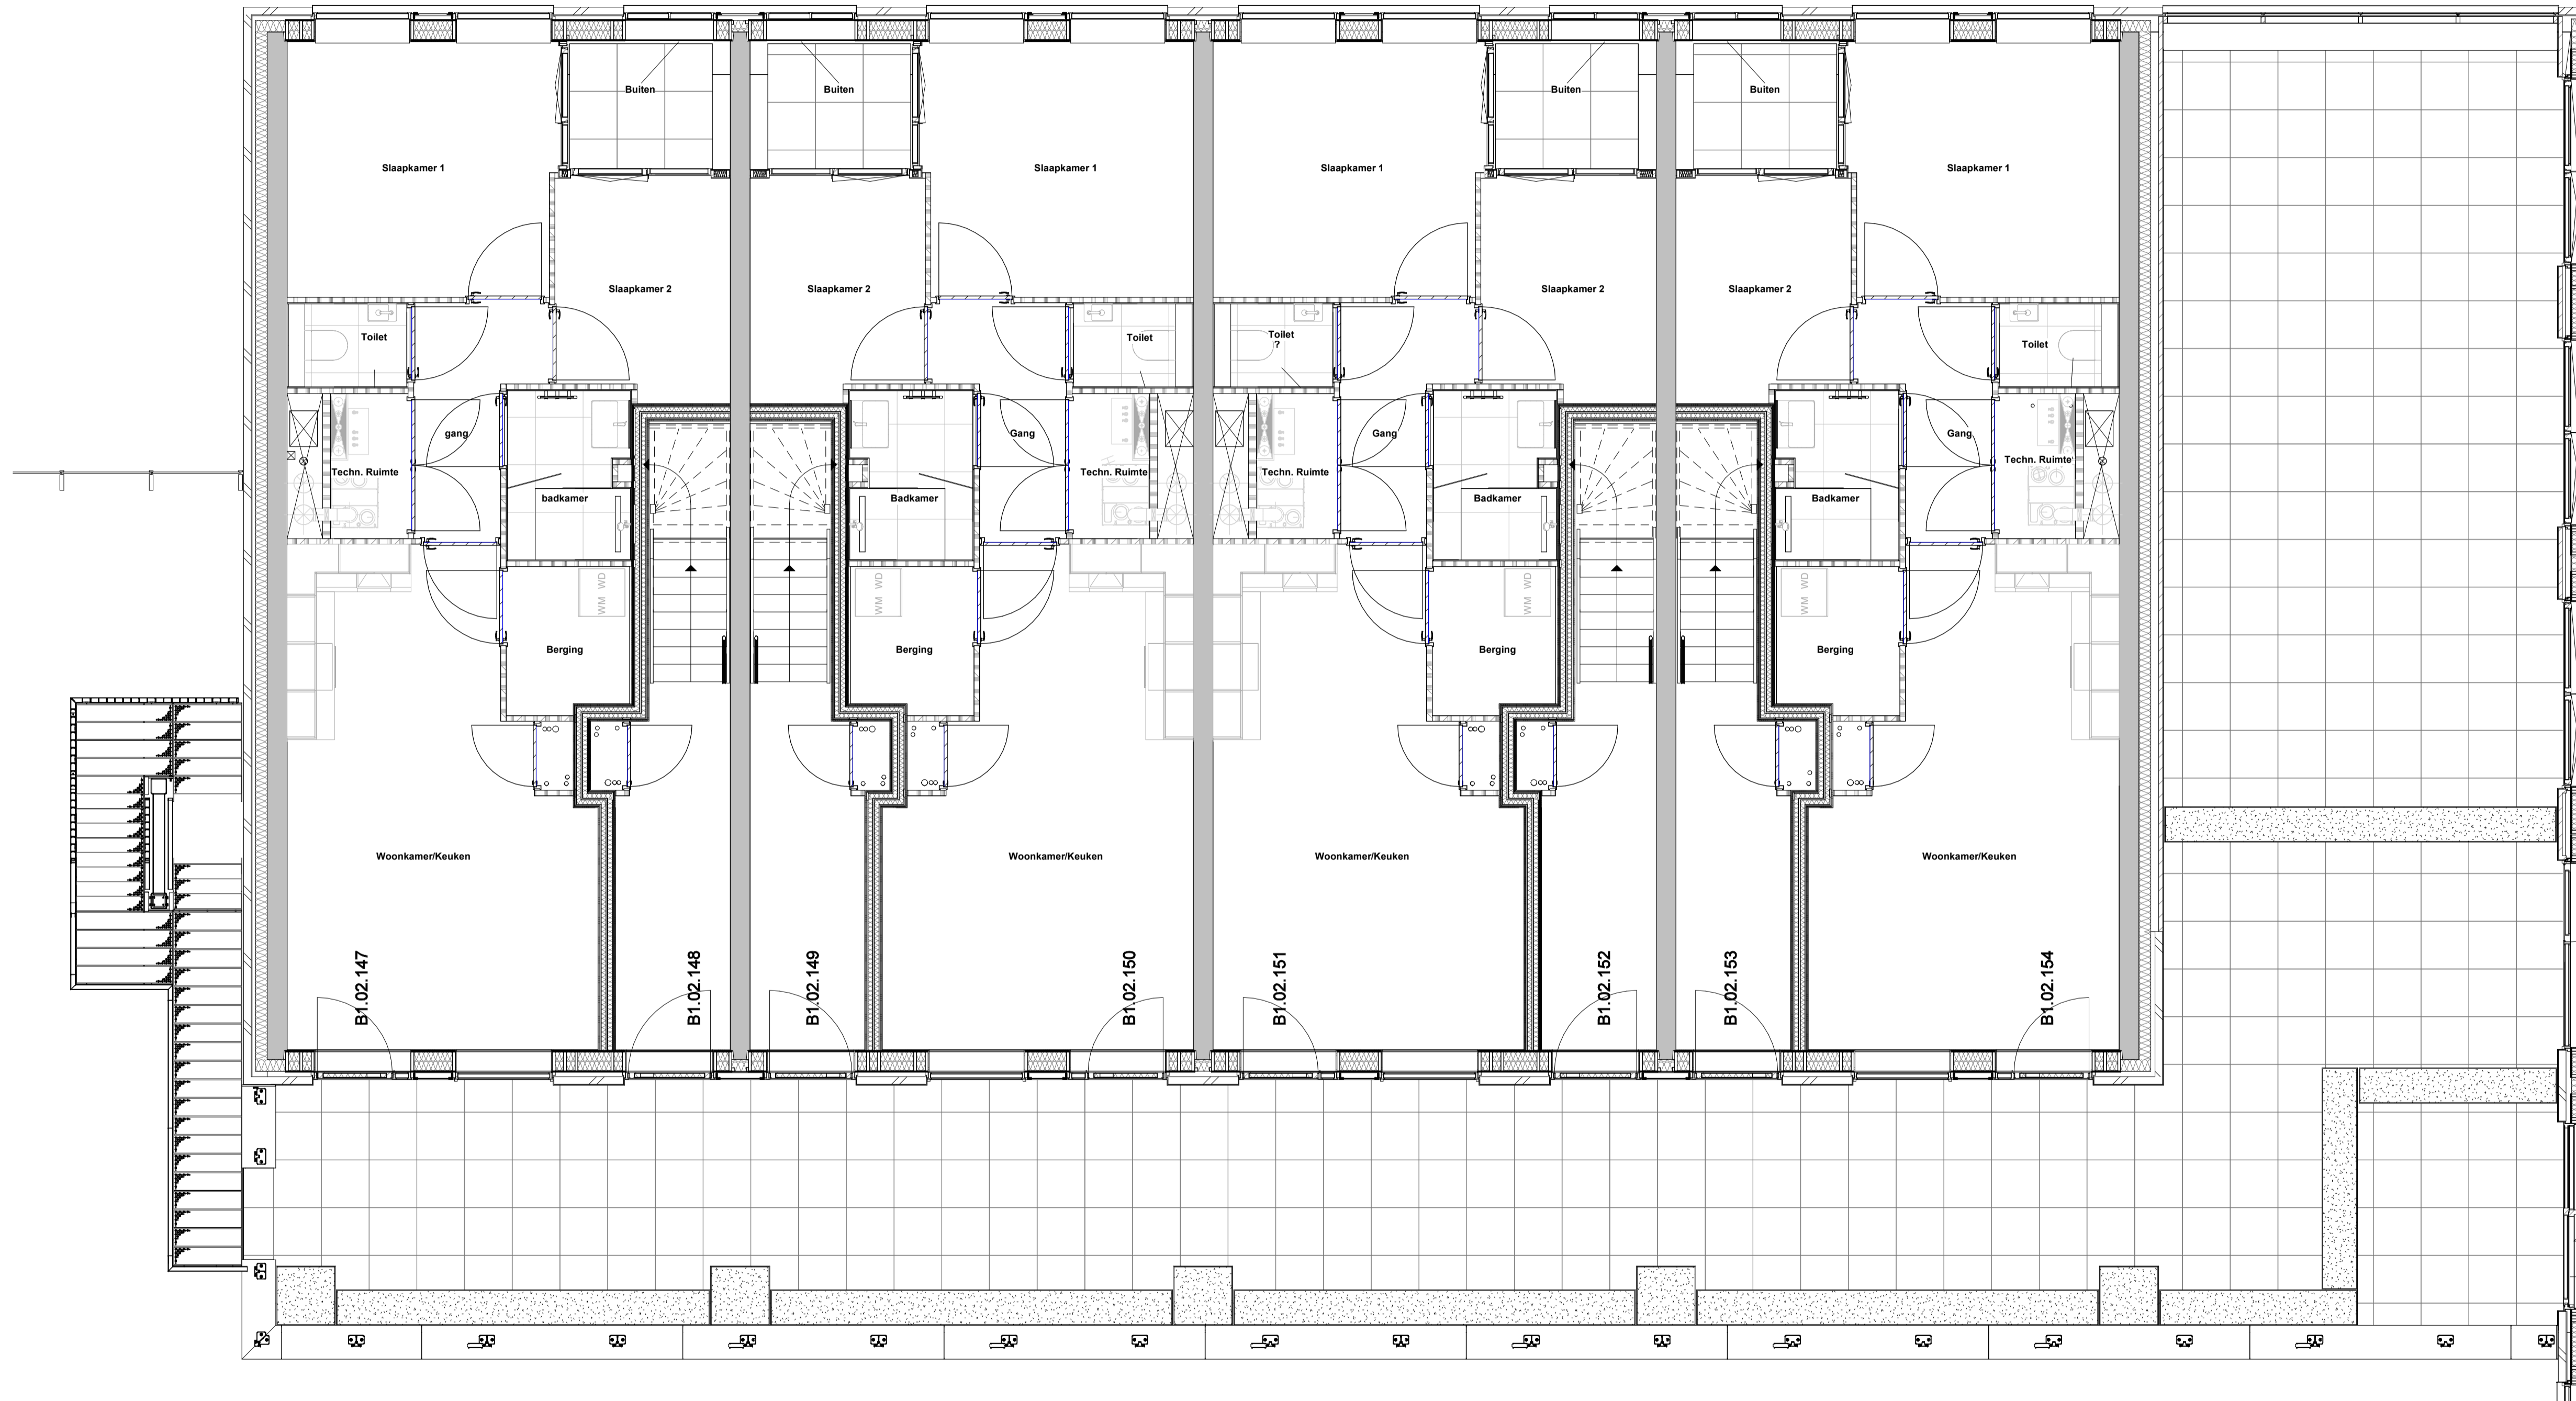 Buiten
Buiten
Buiten
Buiten
Slaapkamer 1
Slaapkamer 1
Slaapkamer 1
Slaapkamer 1
Slaapkamer 2
Slaapkamer 2
Slaapkamer 2
Slaapkamer 2
Toilet
Toilet
Toilet
?
Toilet
gang
Gang
Gang
Gang
Techn. Ruimte
Techn. Ruimte
Techn. Ruimte
Techn. Ruimte
badkamer
Badkamer
Badkamer
Badkamer
WM WD
WM WD
WM WD
WM WD
Berging
Berging
Berging
Berging
Woonkamer/Keuken
Woonkamer/Keuken
Woonkamer/Keuken
Woonkamer/Keuken
B1.02.147
B1.02.148
B1.02.149
B1.02.150
B1.02.151
B1.02.152
B1.02.153
B1.02.154